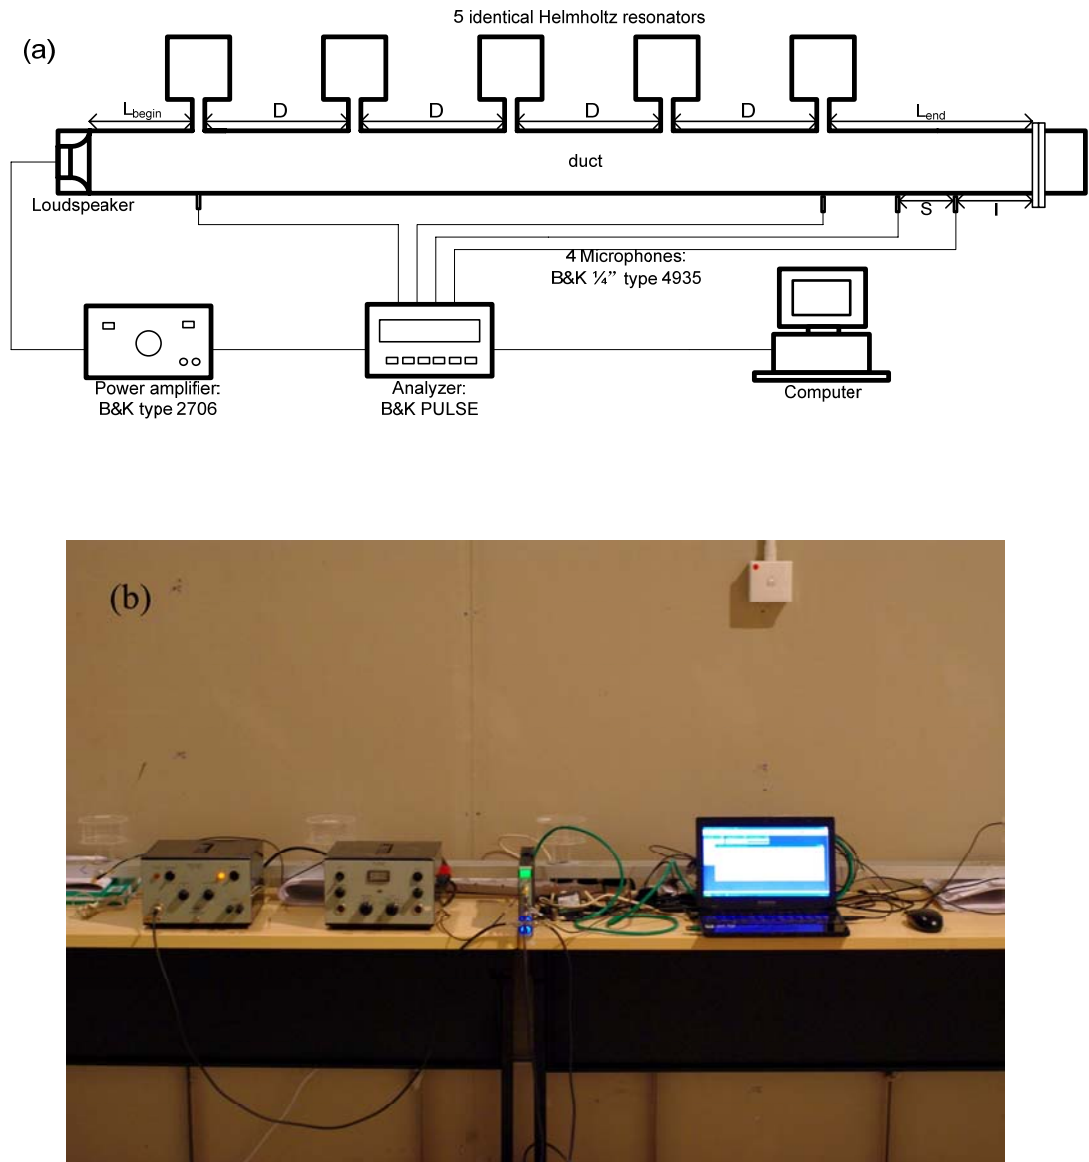 5 identical Helmholtz resonators
(a)
Lbegin
D
D
D
D
Lend
duct
Loudspeaker
S
l
4 Microphones:
B&K ¼” type 4935
Power amplifier:
B&K type 2706
Analyzer:
B&K PULSE
Computer
(b)